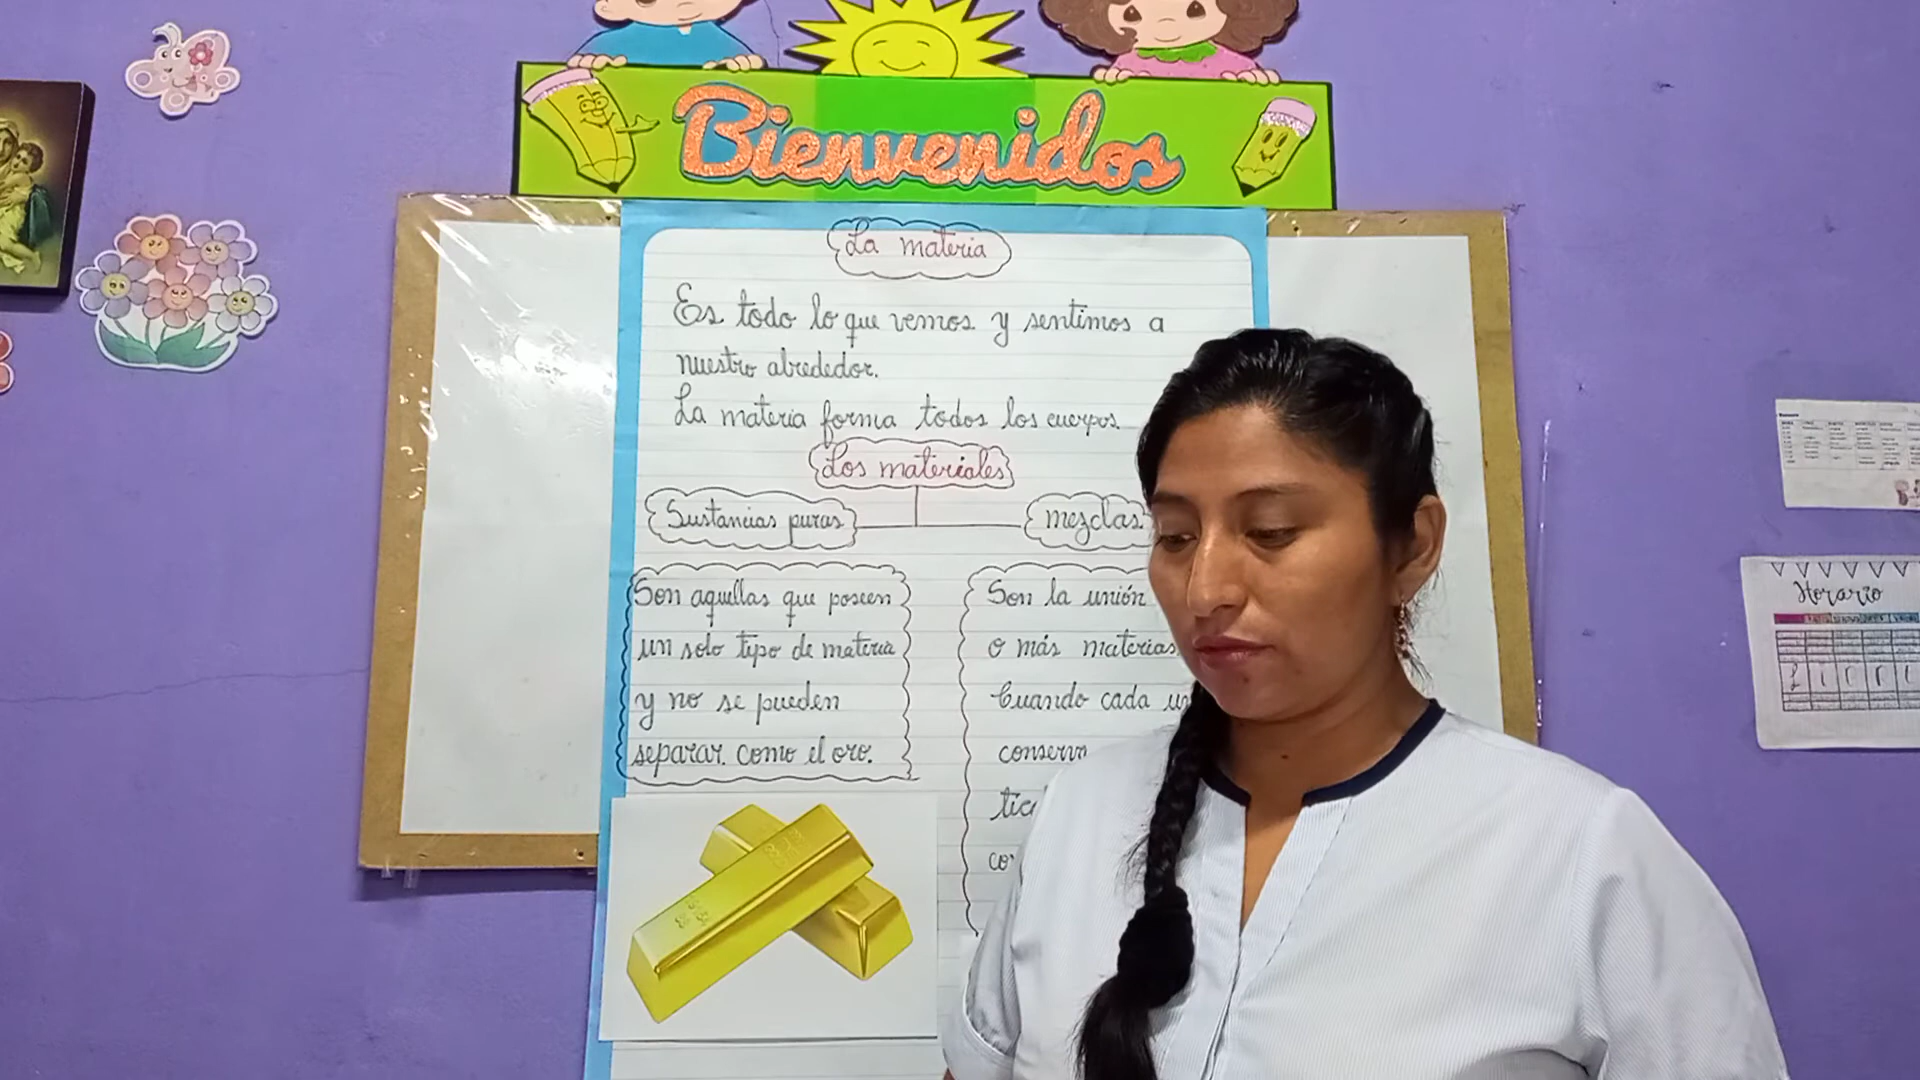 Bienvenidos
La materia
Es todo lo que vemos y sentimos a
nuestro alrededor.
La materia forma todos los cuerpos.
Los materiales
Sustancias puras
mezclas
Son aquellas que poseen
un solo tipo de materia
y no se pueden
separar. como el oro.
Son la unión
o más materias
Cuando cada
Horario